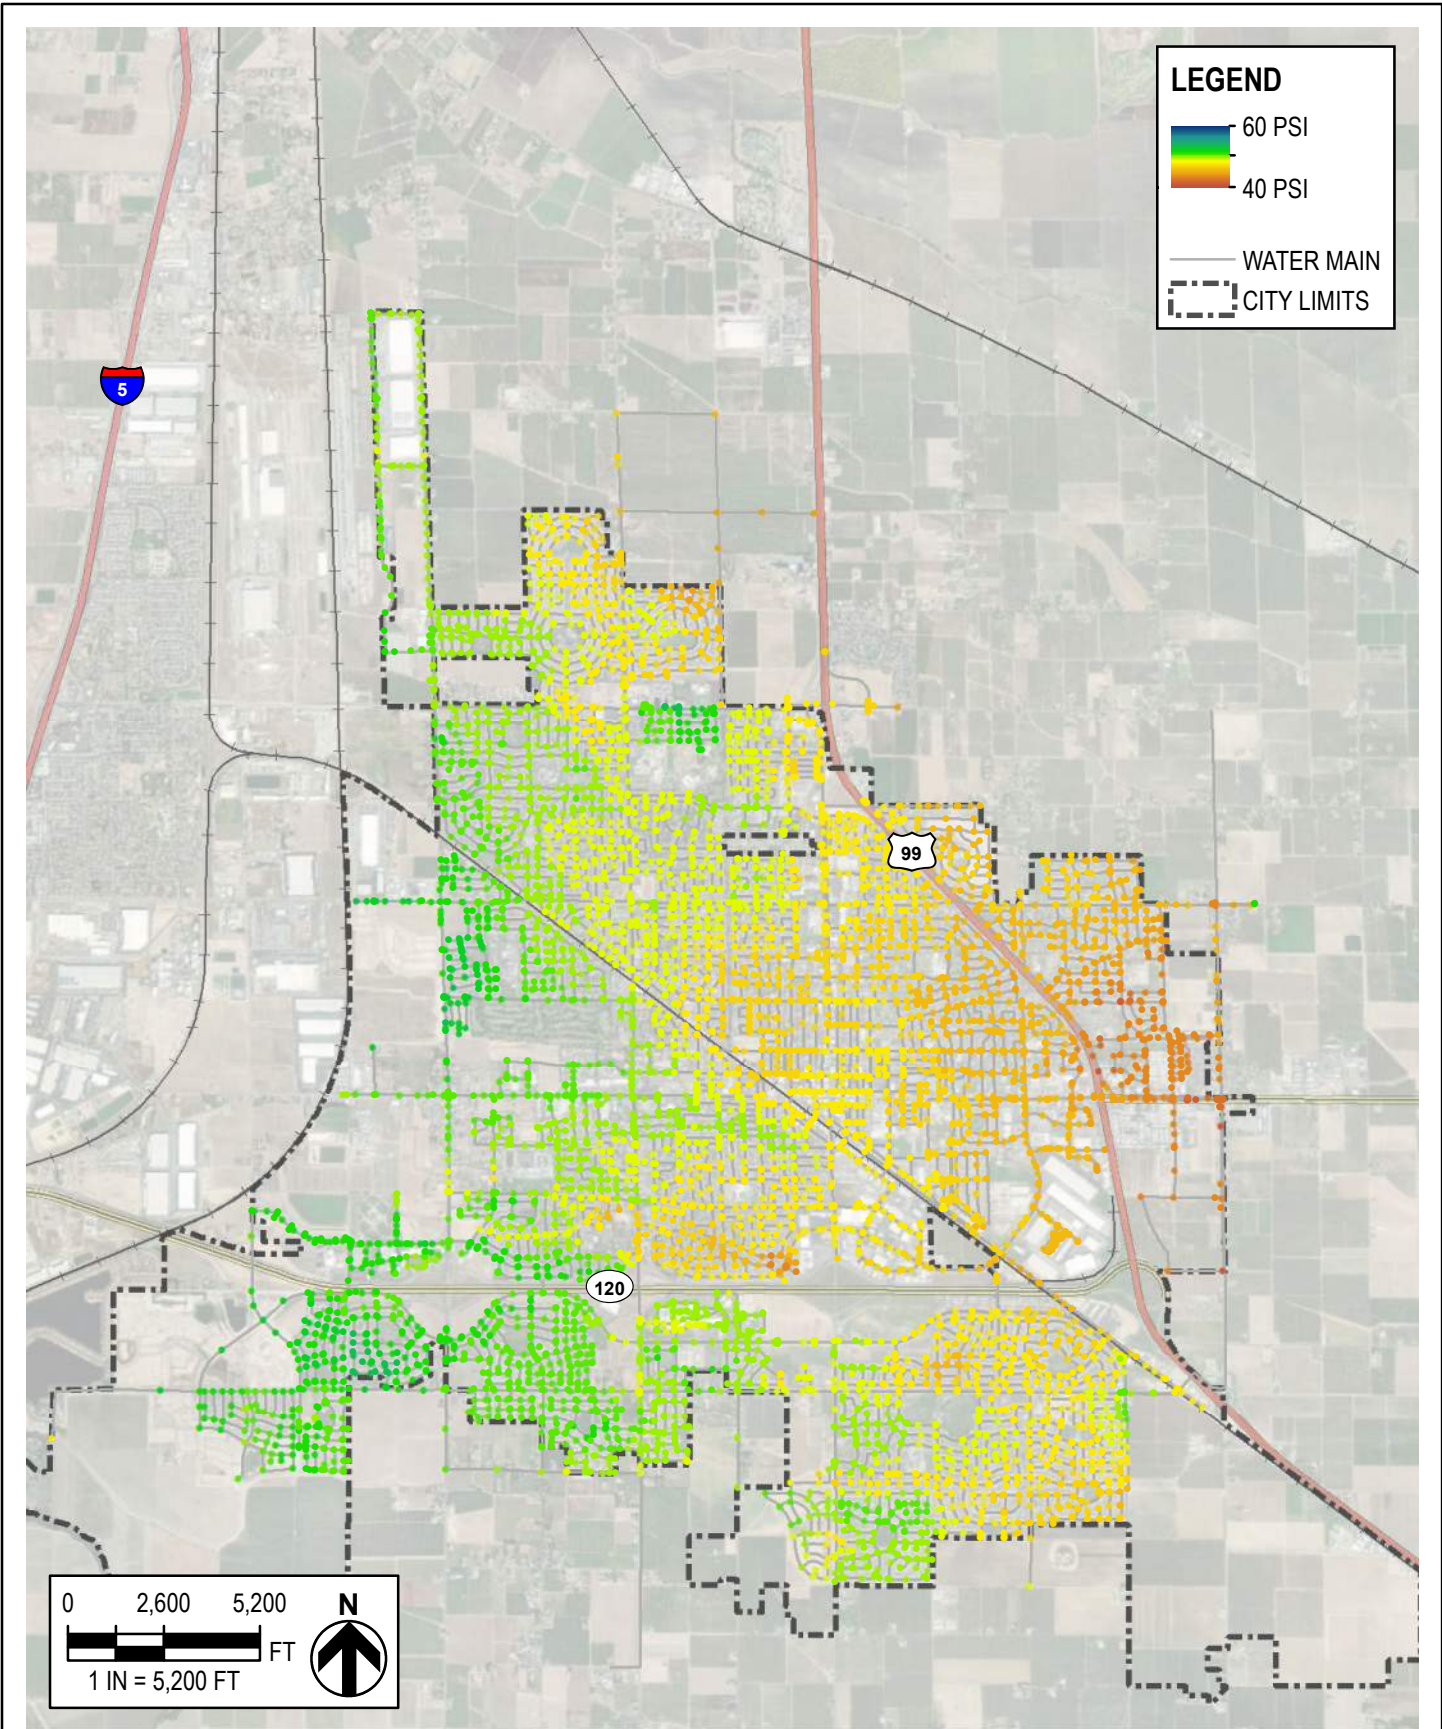 LEGEND
60 PSI
40 PSI
WATER MAIN
CITY LIMITS
5
99
120
0 2,600 5,200
FT
1 IN = 5,200 FT
N